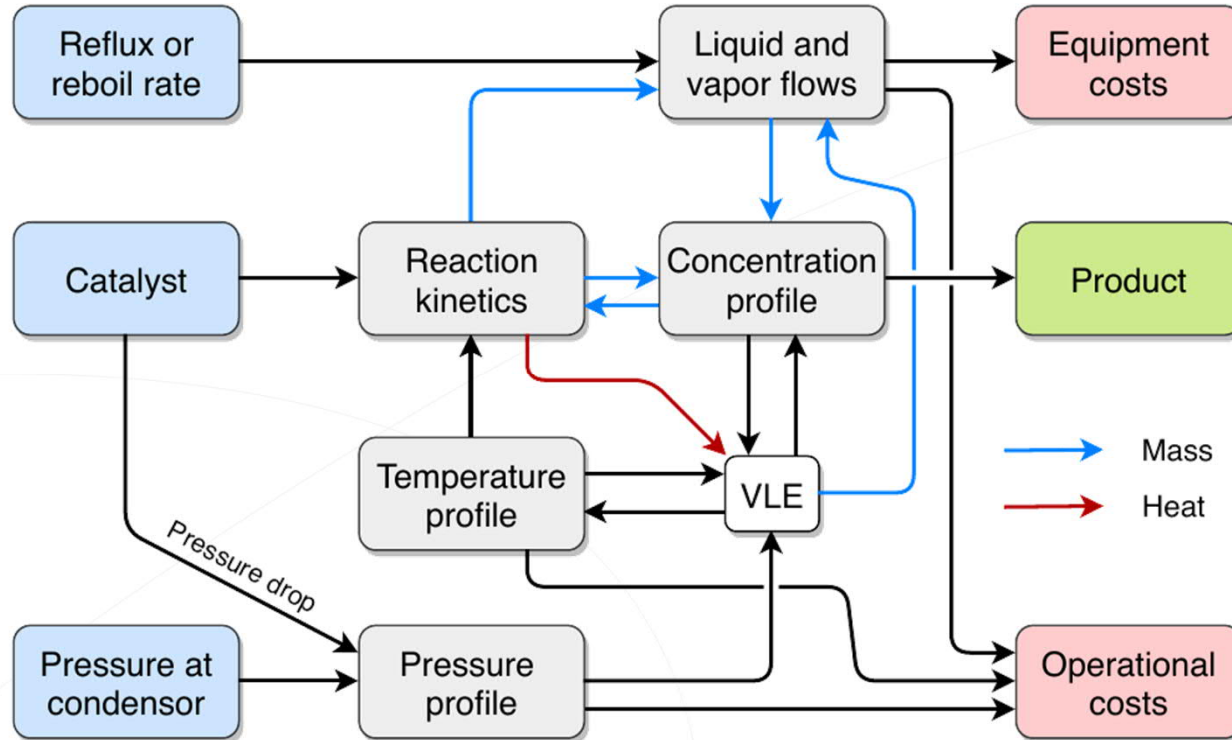 Reflux or
reboil rate
Liquid and
vapor flows
Equipment
costs
Catalyst
Reaction
kinetics
Concentration
profile
Product
Mass
Heat
Temperature
profile
VLE
Pressure drop
Pressure at
condensor
Pressure
profile
Operational
costs